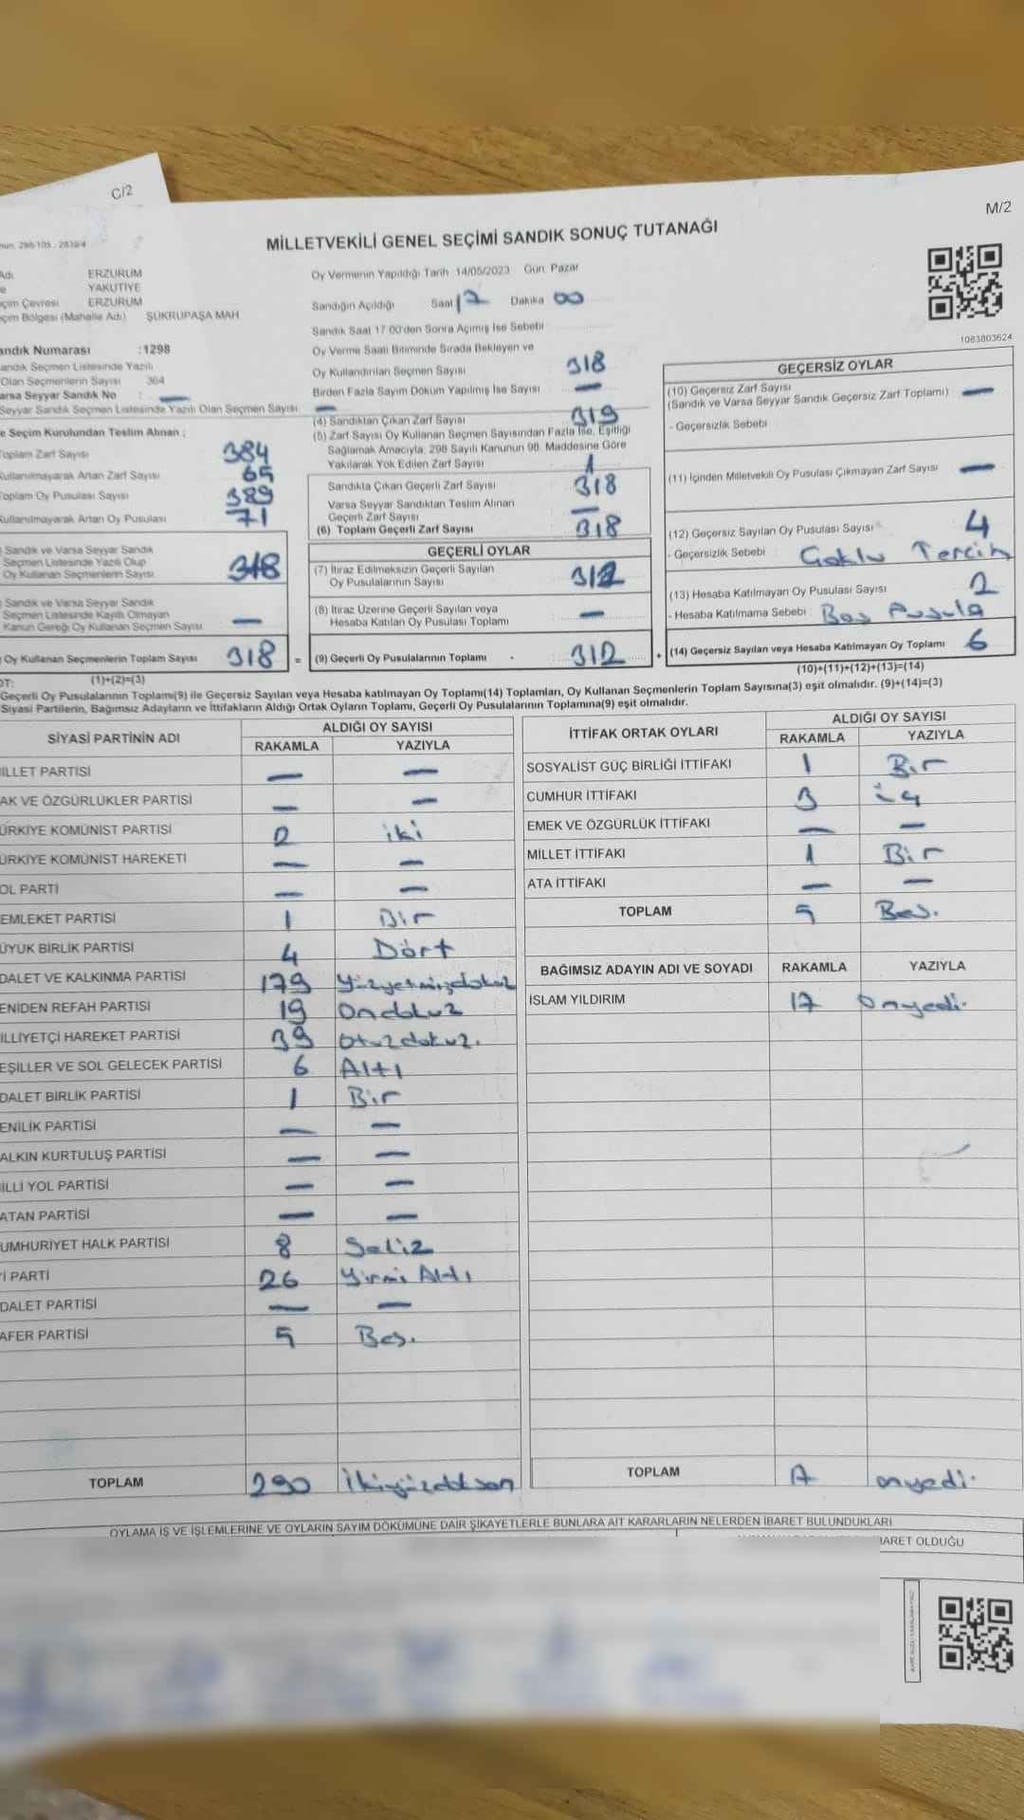 C/2
M/2
MİLLETVEKİLİ GENEL SEÇİMİ SANDIK SONUÇ TUTANAĞI
Adı ERZURUM
e YAKUTİYE
çim Çevresi ERZURUM
çim Bölgesi (Mahalle Adı) ŞÜKRÜPAŞA MAH
andık Numarası :1298
andık Seçmen Listesinde Yazılı
Olan Seçmenlerin Sayısı 364
arsa Seyyar Sandık No : —
Seyyar Sandık Seçmen Listesinde Yazılı Olan Seçmen Sayısı —
e Seçim Kurulundan Teslim Alınan ;
Toplam Zarf Sayısı 384
Kullanılmayarak Artan Zarf Sayısı 65
Toplam Oy Pusulası Sayısı 389
Kullanılmayarak Artan Oy Pusulası 71
Sandık ve Varsa Seyyar Sandık
Seçmen Listesinde Yazılı Olup
Oy Kullanan Seçmenlerin Sayısı 318
Sandık ve Varsa Seyyar Sandık
Seçmen Listesinde Kayıtlı Olmayan
Kanun Gereği Oy Kullanan Seçmen Sayısı —
Oy Kullanan Seçmenlerin Toplam Sayısı 318 =
OT: (1)+(2)=(3)
Oy Vermenin Yapıldığı Tarih 14/05/2023 Gün: Pazar
Sandığın Açıldığı Saat 17 Dakika 00
Sandık Saat 17:00'den Sonra Açımış İse Sebebi
Oy Verme Saati Bitiminde Sırada Bekleyen ve
Oy Kullandırılan Seçmen Sayısı 318
Birden Fazla Sayım Döküm Yapılmış İse Sayısı —
(4) Sandıktan Çıkan Zarf Sayısı 319
(5) Zarf Sayısı Oy Kullanan Seçmen Sayısından Fazla İse, Eşitliği
Sağlamak Amacıyla, 298 Sayılı Kanunun 98. Maddesine Göre
Yakılarak Yok Edilen Zarf Sayısı 1
Sandıkta Çıkan Geçerli Zarf Sayısı 318
Varsa Seyyar Sandıktan Teslim Alınan
Geçerli Zarf Sayısı —
(6) Toplam Geçerli Zarf Sayısı 318
GEÇERLİ OYLAR
(7) İtiraz Edilmeksizin Geçerli Sayılan
Oy Pusulalarının Sayısı 312
(8) İtiraz Üzerine Geçerli Sayılan veya
Hesaba Katılan Oy Pusulası Toplamı —
(9) Geçerli Oy Pusulalarının Toplamı 312 +
1083803624
GEÇERSİZ OYLAR
(10) Geçersiz Zarf Sayısı
(Sandık ve Varsa Seyyar Sandık Geçersiz Zarf Toplamı) —
- Geçersizlik Sebebi
(11) İçinden Milletvekili Oy Pusulası Çıkmayan Zarf Sayısı —
(12) Geçersiz Sayılan Oy Pusulası Sayısı 4
- Geçersizlik Sebebi Çoklu Tercih
(13) Hesaba Katılmayan Oy Pusulası Sayısı 2
- Hesaba Katılmama Sebebi : Boş Pusula
(14) Geçersiz Sayılan veya Hesaba Katılmayan Oy Toplamı 6
(10)+(11)+(12)+(13)=(14)
Geçerli Oy Pusulalarının Toplamı(9) ile Geçersiz Sayılan veya Hesaba katılmayan Oy Toplamı(14) Toplamları, Oy Kullanan Seçmenlerin Toplam Sayısına(3) eşit olmalıdır. (9)+(14)=(3)
Siyasi Partilerin, Bağımsız Adayların ve İttifakların Aldığı Ortak Oyların Toplamı, Geçerli Oy Pusulalarının Toplamına(9) eşit olmalıdır.
SİYASİ PARTİNİN ADI ALDIĞI OY SAYISI
RAKAMLA YAZIYLA
İLLET PARTİSİ — —
AK VE ÖZGÜRLÜKLER PARTİSİ — —
ÜRKİYE KOMÜNİST PARTİSİ 2 iki
ÜRKİYE KOMÜNİST HAREKETİ — —
OL PARTİ — —
EMLEKET PARTİSİ 1 Bir
ÜYÜK BİRLİK PARTİSİ 4 Dört
DALET VE KALKINMA PARTİSİ 179 Yüzyetmişdokuz
ENİDEN REFAH PARTİSİ 19 Ondokuz
İLLİYETÇİ HAREKET PARTİSİ 39 Otuzdokuz.
EŞİLLER VE SOL GELECEK PARTİSİ 6 Altı
DALET BİRLİK PARTİSİ 1 Bir
ENİLİK PARTİSİ — —
ALKIN KURTULUŞ PARTİSİ — —
İLLİ YOL PARTİSİ — —
ATAN PARTİSİ — —
UMHURİYET HALK PARTİSİ 8 Sekiz
Yİ PARTİ 26 Yirmi Altı
DALET PARTİSİ — —
AFER PARTİSİ 5 Beş.
TOPLAM 290 İkiyüzdoksan
İTTİFAK ORTAK OYLARI ALDIĞI OY SAYISI
RAKAMLA YAZIYLA
SOSYALİST GÜÇ BİRLİĞİ İTTİFAKI 1 Bir
CUMHUR İTTİFAKI 3 üç
EMEK VE ÖZGÜRLÜK İTTİFAKI — —
MİLLET İTTİFAKI 1 Bir
ATA İTTİFAKI — —
TOPLAM 5 Beş.
BAĞIMSIZ ADAYIN ADI VE SOYADI RAKAMLA YAZIYLA
İSLAM YILDIRIM 17 Onyedi.
TOPLAM 17 onyedi.
OYLAMA İŞ VE İŞLEMLERİNE VE OYLARIN SAYIM DÖKÜMÜNE DAİR ŞİKAYETLERLE BUNLARA AİT KARARLARIN NELERDEN İBARET BULUNDUKLARI
BARET OLDUĞU